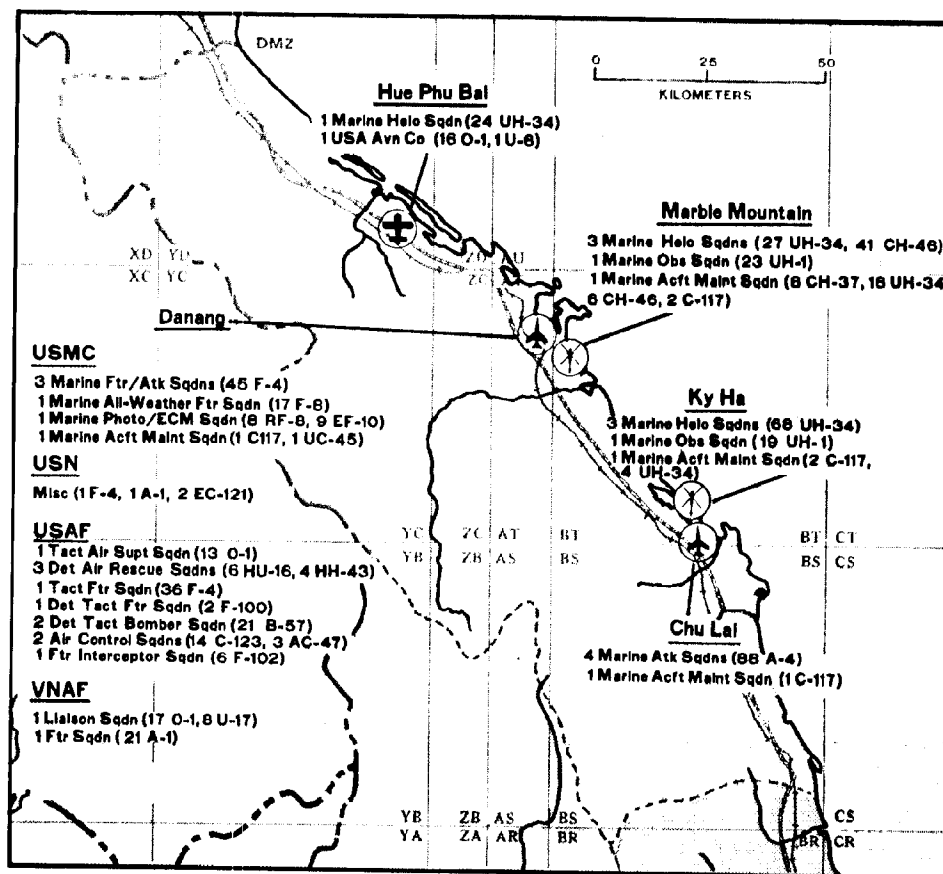 DMZ
0 25 50
KILOMETERS
Hue Phu Bai
1 Marine Helo Sqdn (24 UH-34)
1 USA Avn Co (16 O-1, 1 U-6)
Marble Mountain
3 Marine Helo Sqdns (27 UH-34, 41 CH-46)
1 Marine Obs Sqdn (23 UH-1)
1 Marine Acft Maint Sqdn (8 CH-37, 16 UH-34
6 CH-46, 2 C-117)
XD YD ZD AU
XC YC ZC
Danang
USMC
3 Marine Ftr/Atk Sqdns (45 F-4)
1 Marine All-Weather Ftr Sqdn (17 F-8)
1 Marine Photo/ECM Sqdn (8 RF-8, 9 EF-10)
1 Marine Acft Maint Sqdn (1 C117, 1 UC-45)
USN
Misc (1 F-4, 1 A-1, 2 EC-121)
USAF
1 Tact Air Supt Sqdn (13 O-1)
3 Det Air Rescue Sqdns (6 HU-16, 4 HH-43)
1 Tact Ftr Sqdn (36 F-4)
1 Det Tact Ftr Sqdn (2 F-100)
2 Det Tact Bomber Sqdn (21 B-57)
2 Air Control Sqdns (14 C-123, 3 AC-47)
1 Ftr Interceptor Sqdn (6 F-102)
VNAF
1 Liaison Sqdn (17 O-1, 8 U-17)
1 Ftr Sqdn (21 A-1)
Ky Ha
3 Marine Helo Sqdns (68 UH-34)
1 Marine Obs Sqdn (19 UH-1)
1 Marine Acft Maint Sqdn (2 C-117,
4 UH-34)
YC ZC AT BT BT CT
YB ZB AS BS BS CS
Chu Lai
4 Marine Atk Sqdns (88 A-4)
1 Marine Acft Maint Sqdn (1 C-117)
YB ZB AS BS CS
YA ZA AR BR BR CR